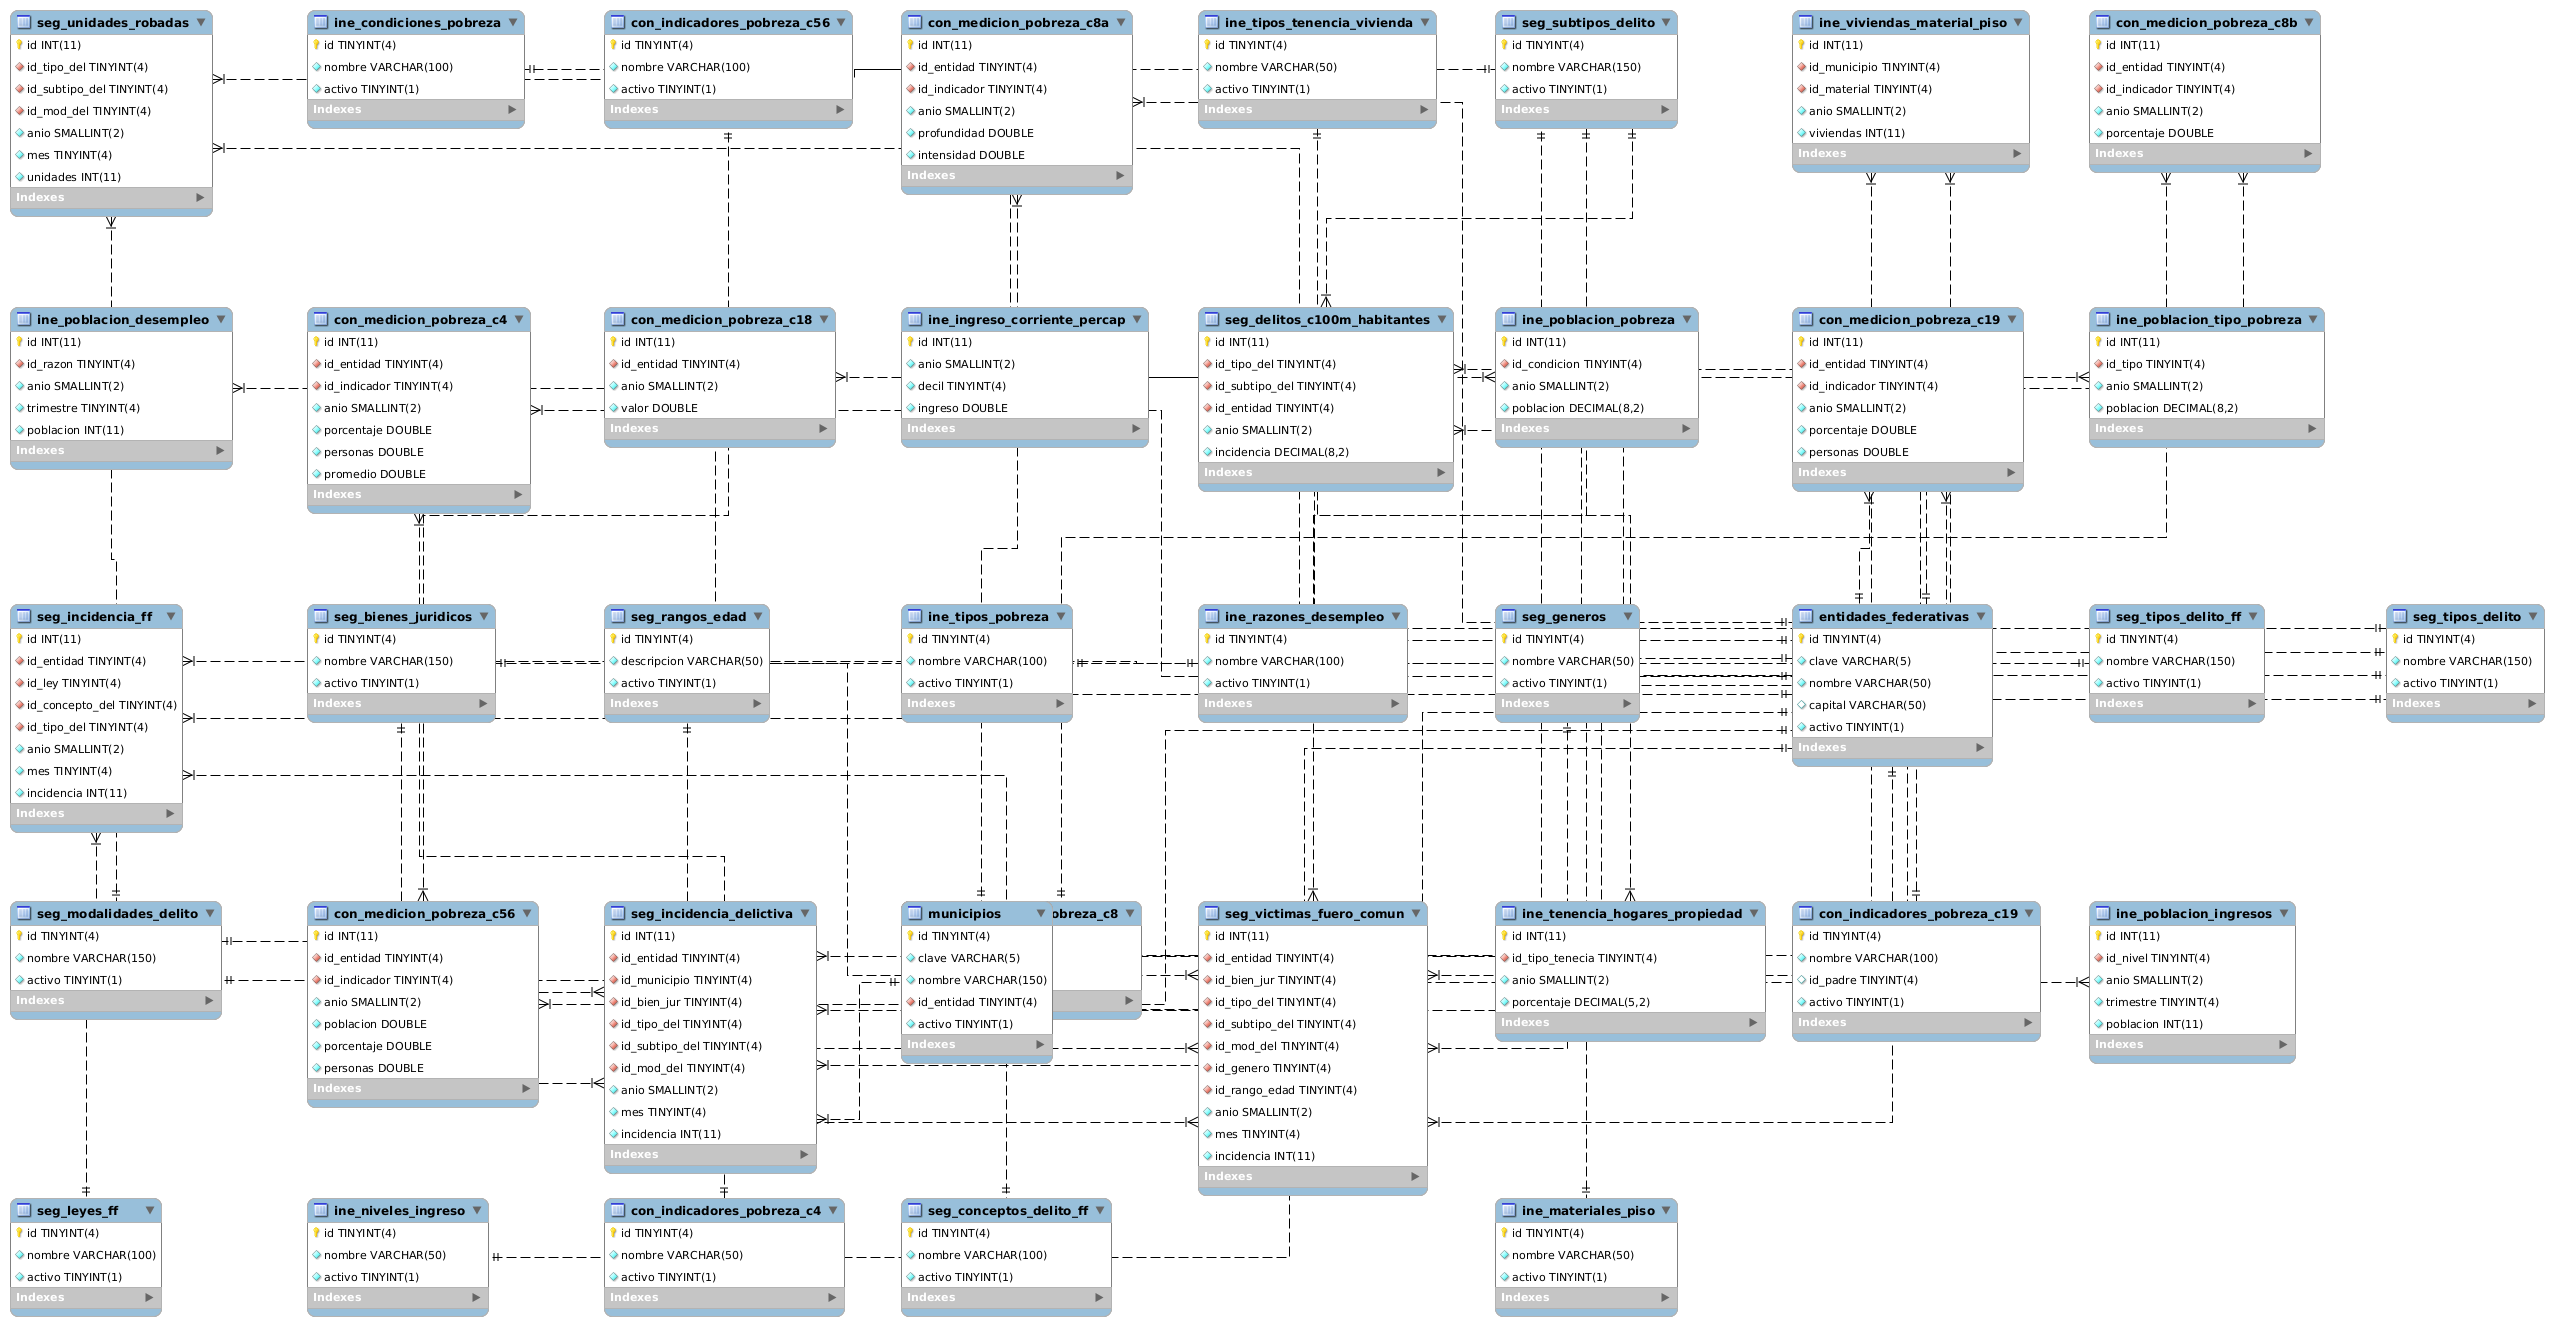 seg_unidades_robadas
id INT(11)
id_tipo_del TINYINT(4)
id_subtipo_del TINYINT(4)
id_mod_del TINYINT(4)
anio SMALLINT(2)
mes TINYINT(4)
unidades INT(11)
Indexes
ine_condiciones_pobreza
id TINYINT(4)
nombre VARCHAR(100)
activo TINYINT(1)
Indexes
con_indicadores_pobreza_c56
id TINYINT(4)
nombre VARCHAR(100)
activo TINYINT(1)
Indexes
con_medicion_pobreza_c8a
id INT(11)
id_entidad TINYINT(4)
id_indicador TINYINT(4)
anio SMALLINT(2)
profundidad DOUBLE
intensidad DOUBLE
Indexes
ine_tipos_tenencia_vivienda
id TINYINT(4)
nombre VARCHAR(50)
activo TINYINT(1)
Indexes
seg_subtipos_delito
id TINYINT(4)
nombre VARCHAR(150)
activo TINYINT(1)
Indexes
ine_viviendas_material_piso
id INT(11)
id_municipio TINYINT(4)
id_material TINYINT(4)
anio SMALLINT(2)
viviendas INT(11)
Indexes
con_medicion_pobreza_c8b
id INT(11)
id_entidad TINYINT(4)
id_indicador TINYINT(4)
anio SMALLINT(2)
porcentaje DOUBLE
Indexes
ine_poblacion_desempleo
id INT(11)
id_razon TINYINT(4)
anio SMALLINT(2)
trimestre TINYINT(4)
poblacion INT(11)
Indexes
con_medicion_pobreza_c4
id INT(11)
id_entidad TINYINT(4)
id_indicador TINYINT(4)
anio SMALLINT(2)
porcentaje DOUBLE
personas DOUBLE
promedio DOUBLE
Indexes
con_medicion_pobreza_c18
id INT(11)
id_entidad TINYINT(4)
anio SMALLINT(2)
valor DOUBLE
Indexes
ine_ingreso_corriente_percap
id INT(11)
anio SMALLINT(2)
decil TINYINT(4)
ingreso DOUBLE
Indexes
seg_delitos_c100m_habitantes
id INT(11)
id_tipo_del TINYINT(4)
id_subtipo_del TINYINT(4)
id_entidad TINYINT(4)
anio SMALLINT(2)
incidencia DECIMAL(8,2)
Indexes
ine_poblacion_pobreza
id INT(11)
id_condicion TINYINT(4)
anio SMALLINT(2)
poblacion DECIMAL(8,2)
Indexes
con_medicion_pobreza_c19
id INT(11)
id_entidad TINYINT(4)
id_indicador TINYINT(4)
anio SMALLINT(2)
porcentaje DOUBLE
personas DOUBLE
Indexes
ine_poblacion_tipo_pobreza
id INT(11)
id_tipo TINYINT(4)
anio SMALLINT(2)
poblacion DECIMAL(8,2)
Indexes
seg_incidencia_ff
id INT(11)
id_entidad TINYINT(4)
id_ley TINYINT(4)
id_concepto_del TINYINT(4)
id_tipo_del TINYINT(4)
anio SMALLINT(2)
mes TINYINT(4)
incidencia INT(11)
Indexes
seg_bienes_juridicos
id TINYINT(4)
nombre VARCHAR(150)
activo TINYINT(1)
Indexes
seg_rangos_edad
id TINYINT(4)
descripcion VARCHAR(50)
activo TINYINT(1)
Indexes
ine_tipos_pobreza
id TINYINT(4)
nombre VARCHAR(100)
activo TINYINT(1)
Indexes
ine_razones_desempleo
id TINYINT(4)
nombre VARCHAR(100)
activo TINYINT(1)
Indexes
seg_generos
id TINYINT(4)
nombre VARCHAR(50)
activo TINYINT(1)
Indexes
entidades_federativas
id TINYINT(4)
clave VARCHAR(5)
nombre VARCHAR(50)
capital VARCHAR(50)
activo TINYINT(1)
Indexes
seg_tipos_delito_ff
id TINYINT(4)
nombre VARCHAR(150)
activo TINYINT(1)
Indexes
seg_tipos_delito
id TINYINT(4)
nombre VARCHAR(150)
activo TINYINT(1)
Indexes
seg_modalidades_delito
id TINYINT(4)
nombre VARCHAR(150)
activo TINYINT(1)
Indexes
con_medicion_pobreza_c56
id INT(11)
id_entidad TINYINT(4)
id_indicador TINYINT(4)
anio SMALLINT(2)
poblacion DOUBLE
porcentaje DOUBLE
personas DOUBLE
Indexes
seg_incidencia_delictiva
id INT(11)
id_entidad TINYINT(4)
id_municipio TINYINT(4)
id_bien_jur TINYINT(4)
id_tipo_del TINYINT(4)
id_subtipo_del TINYINT(4)
id_mod_del TINYINT(4)
anio SMALLINT(2)
mes TINYINT(4)
incidencia INT(11)
Indexes
municipios
id TINYINT(4)
clave VARCHAR(5)
nombre VARCHAR(150)
id_entidad TINYINT(4)
activo TINYINT(1)
Indexes
obreza_c8
seg_victimas_fuero_comun
id INT(11)
id_entidad TINYINT(4)
id_bien_jur TINYINT(4)
id_tipo_del TINYINT(4)
id_subtipo_del TINYINT(4)
id_mod_del TINYINT(4)
id_genero TINYINT(4)
id_rango_edad TINYINT(4)
anio SMALLINT(2)
mes TINYINT(4)
incidencia INT(11)
Indexes
ine_tenencia_hogares_propiedad
id INT(11)
id_tipo_tenecia TINYINT(4)
anio SMALLINT(2)
porcentaje DECIMAL(5,2)
Indexes
con_indicadores_pobreza_c19
id TINYINT(4)
nombre VARCHAR(100)
id_padre TINYINT(4)
activo TINYINT(1)
Indexes
ine_poblacion_ingresos
id INT(11)
id_nivel TINYINT(4)
anio SMALLINT(2)
trimestre TINYINT(4)
poblacion INT(11)
Indexes
seg_leyes_ff
id TINYINT(4)
nombre VARCHAR(100)
activo TINYINT(1)
Indexes
ine_niveles_ingreso
id TINYINT(4)
nombre VARCHAR(50)
activo TINYINT(1)
Indexes
con_indicadores_pobreza_c4
id TINYINT(4)
nombre VARCHAR(50)
activo TINYINT(1)
Indexes
seg_conceptos_delito_ff
id TINYINT(4)
nombre VARCHAR(100)
activo TINYINT(1)
Indexes
ine_materiales_piso
id TINYINT(4)
nombre VARCHAR(50)
activo TINYINT(1)
Indexes